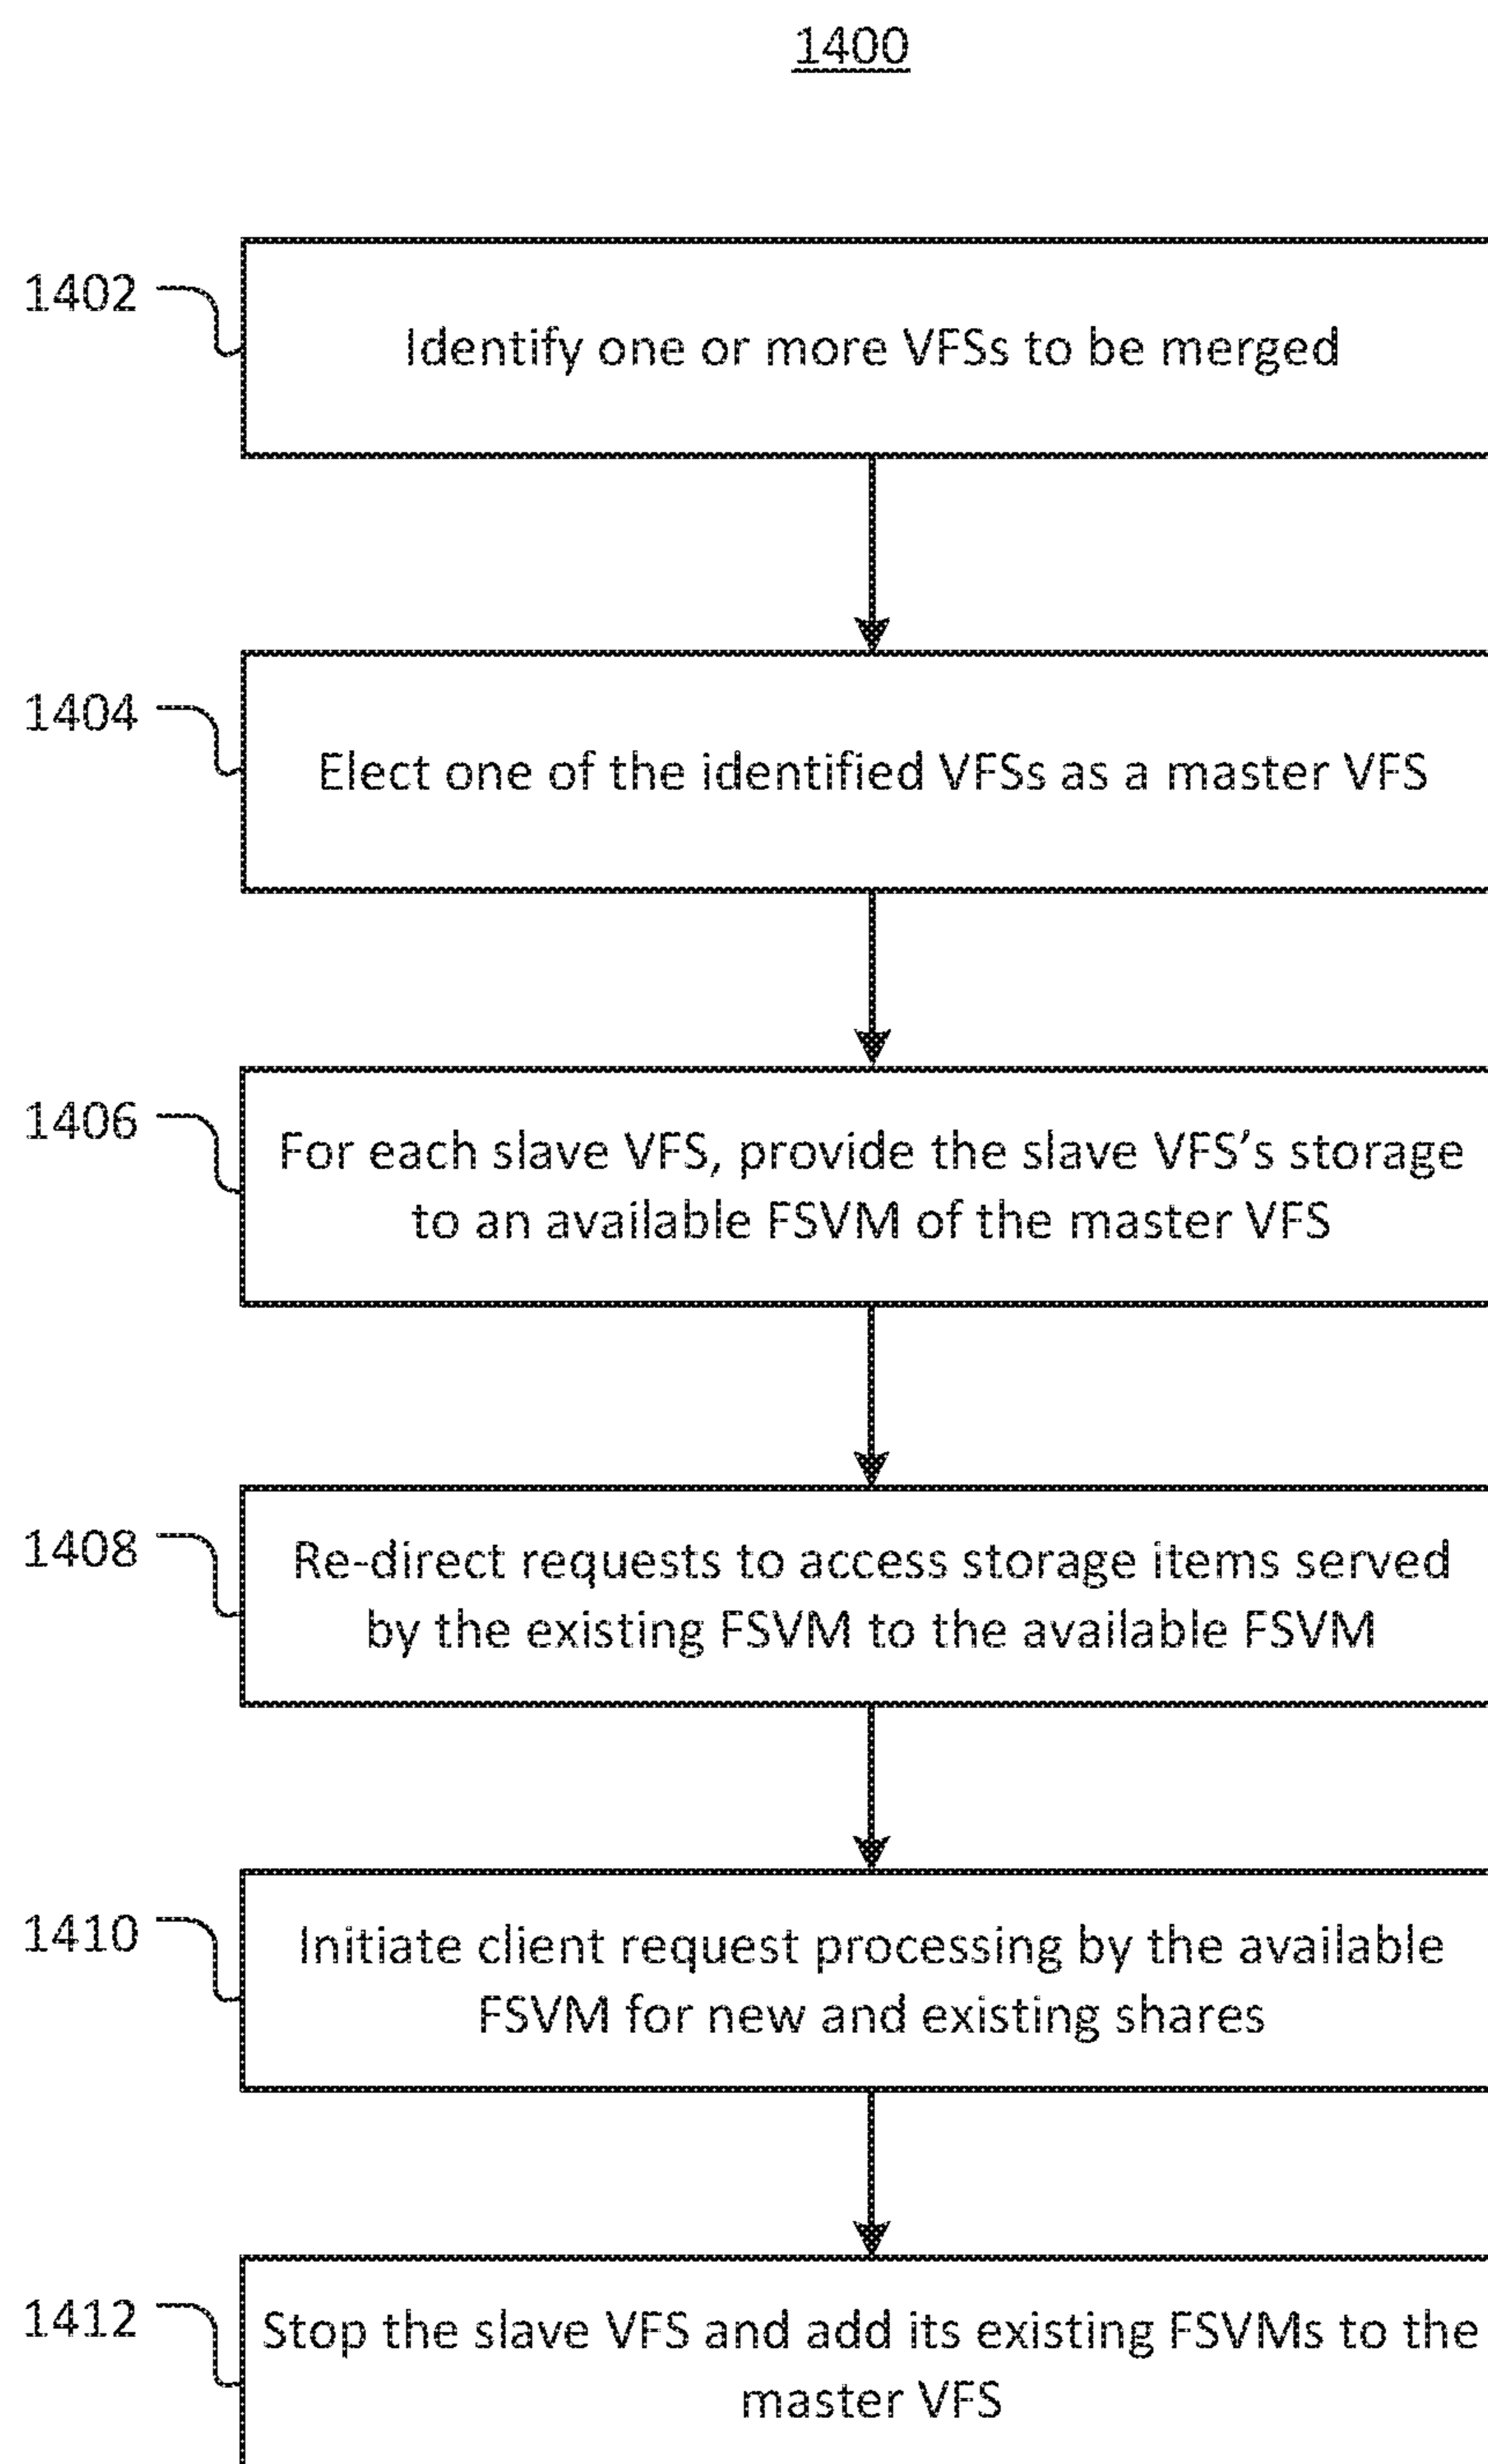 1400
1402
Identify one or more VFSs to be merged
1404
Elect one of the identified VFSs as a master VFS
1406
For each slave VFS, provide the slave VFS's storage
to an available FSVM of the master VFS
1408
Re-direct requests to access storage items served
by the existing FSVM to the available FSVM
1410
Initiate client request processing by the available
FSVM for new and existing shares
1412
Stop the slave VFS and add its existing FSVMs to the
master VFS